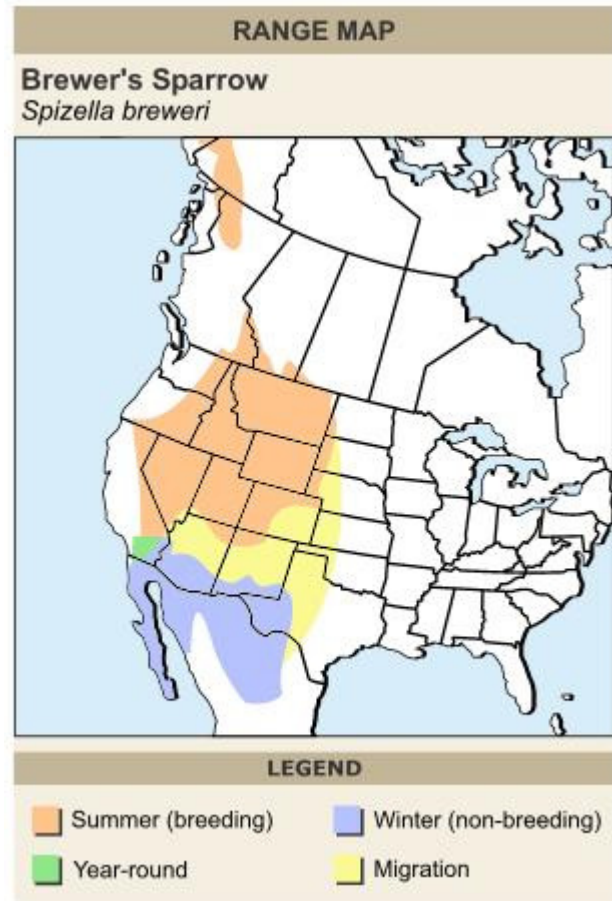 RANGE MAP
Brewer's Sparrow
Spizella breweri
LEGEND
Summer (breeding)
Winter (non-breeding)
Year-round
Migration